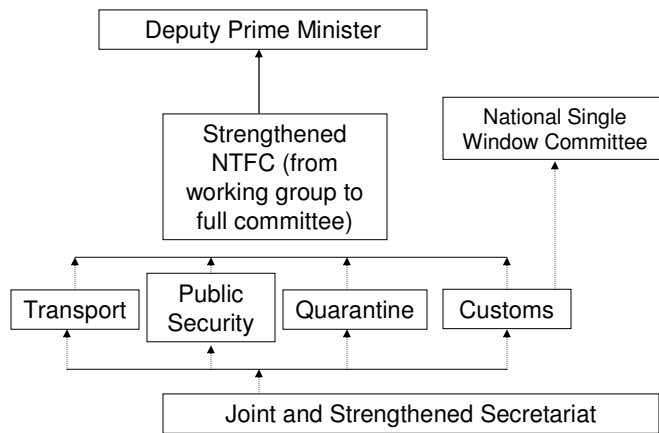 Deputy Prime Minister
Strengthened
NTFC (from
working group to
full committee)
National Single
Window Committee
Transport
Public
Security
Quarantine
Customs
Joint and Strengthened Secretariat